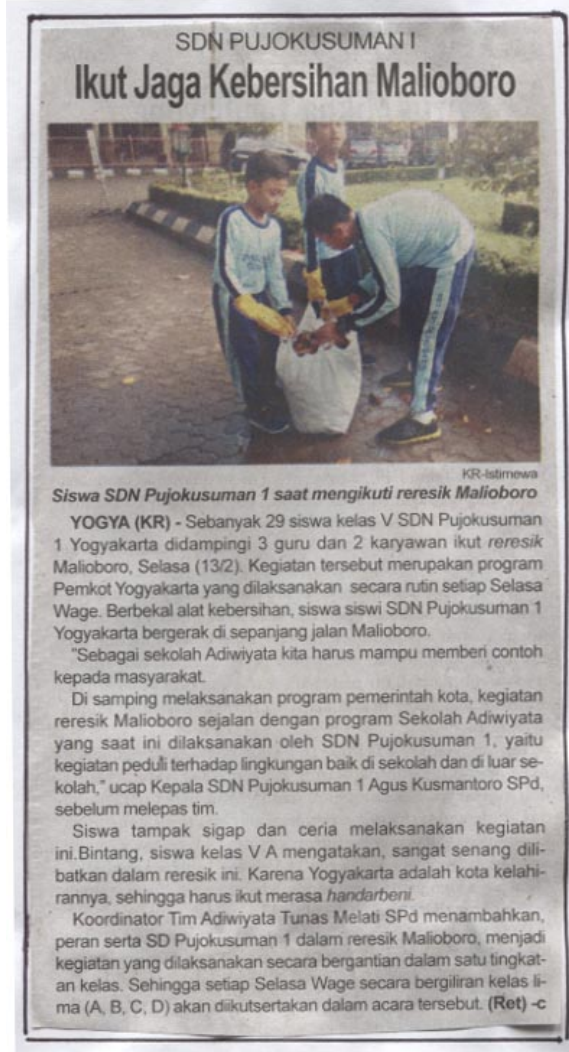 SDN PUJOKUSUMAN I
Ikut Jaga Kebersihan Malioboro
KR-Istimewa
Siswa SDN Pujokusuman 1 saat mengikuti reresik Malioboro
YOGYA (KR) - Sebanyak 29 siswa kelas V SDN Pujokusuman
1 Yogyakarta didampingi 3 guru dan 2 karyawan ikut reresik
Malioboro, Selasa (13/2). Kegiatan tersebut merupakan program
Pemkot Yogyakarta yang dilaksanakan secara rutin setiap Selasa
Wage. Berbekal alat kebersihan, siswa siswi SDN Pujokusuman 1
Yogyakarta bergerak di sepanjang jalan Malioboro.
"Sebagai sekolah Adiwiyata kita harus mampu memberi contoh
kepada masyarakat.
Di samping melaksanakan program pemerintah kota, kegiatan
reresik Malioboro sejalan dengan program Sekolah Adiwiyata
yang saat ini dilaksanakan oleh SDN Pujokusuman 1, yaitu
kegiatan peduli terhadap lingkungan baik di sekolah dan di luar se-
kolah," ucap Kepala SDN Pujokusuman 1 Agus Kusmantoro SPd,
sebelum melepas tim.
Siswa tampak sigap dan ceria melaksanakan kegiatan
ini.Bintang, siswa kelas V A mengatakan, sangat senang dili-
batkan dalam reresik ini. Karena Yogyakarta adalah kota kelahi-
rannya, sehingga harus ikut merasa handarbeni.
Koordinator Tim Adiwiyata Tunas Melati SPd menambahkan,
peran serta SD Pujokusuman 1 dalam reresik Malioboro, menjadi
kegiatan yang dilaksanakan secara bergantian dalam satu tingkat-
an kelas. Sehingga setiap Selasa Wage secara bergiliran kelas li-
ma (A, B, C, D) akan diikutsertakan dalam acara tersebut. (Ret) -c